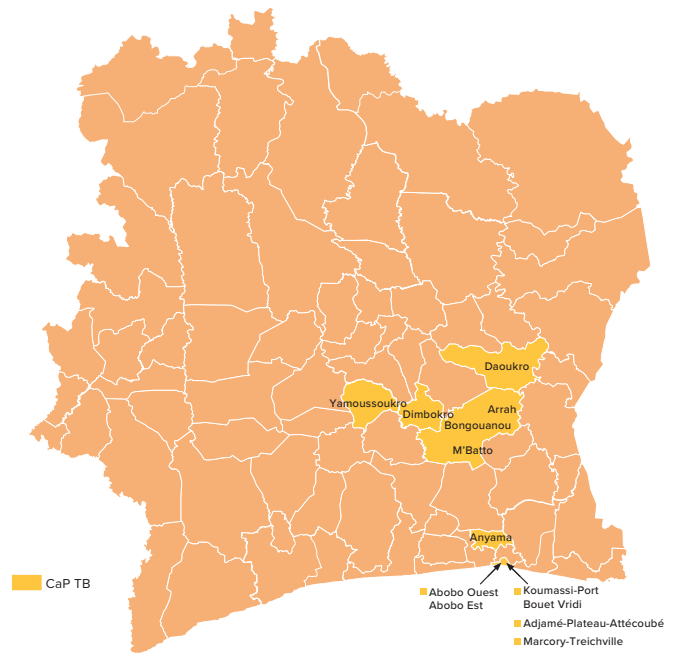 Daoukro
Yamoussoukro
Dimbokro
Arrah
Bongouanou
M'Batto
Anyama
CaP TB
Abobo Ouest
Abobo Est
Koumassi-Port
Bouet Vridi
Adjamé-Plateau-Attécoubé
Marcory-Treichville